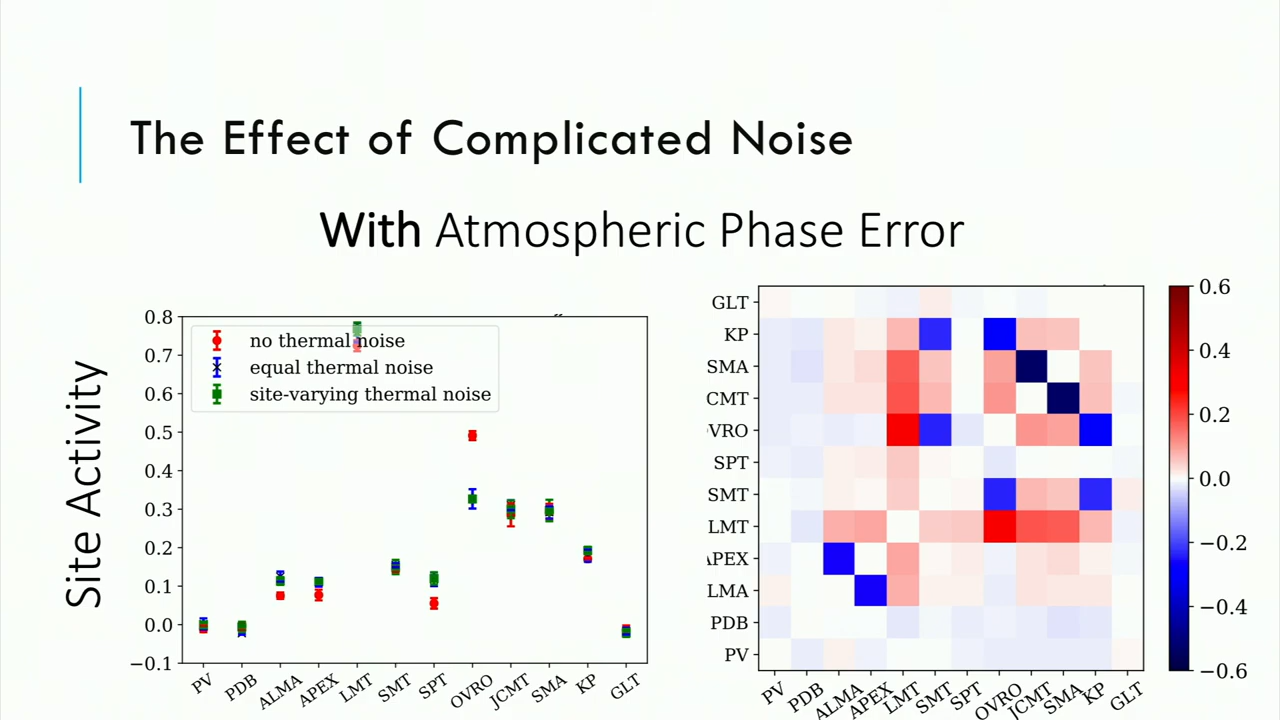 The Effect of Complicated Noise
With Atmospheric Phase Error
Site Activity
0.8
0.7
0.6
0.5
0.4
0.3
0.2
0.1
0.0
−0.1
no thermal noise
equal thermal noise
site-varying thermal noise
PV PDB ALMA APEX LMT SMT SPT OVRO JCMT SMA KP GLT
GLT
KP
SMA
CMT
VRO
SPT
SMT
LMT
APEX
LMA
PDB
PV
PV PDB ALMA APEX LMT SMT SPT OVRO JCMT SMA KP GLT
0.6
0.4
0.2
0.0
−0.2
−0.4
−0.6